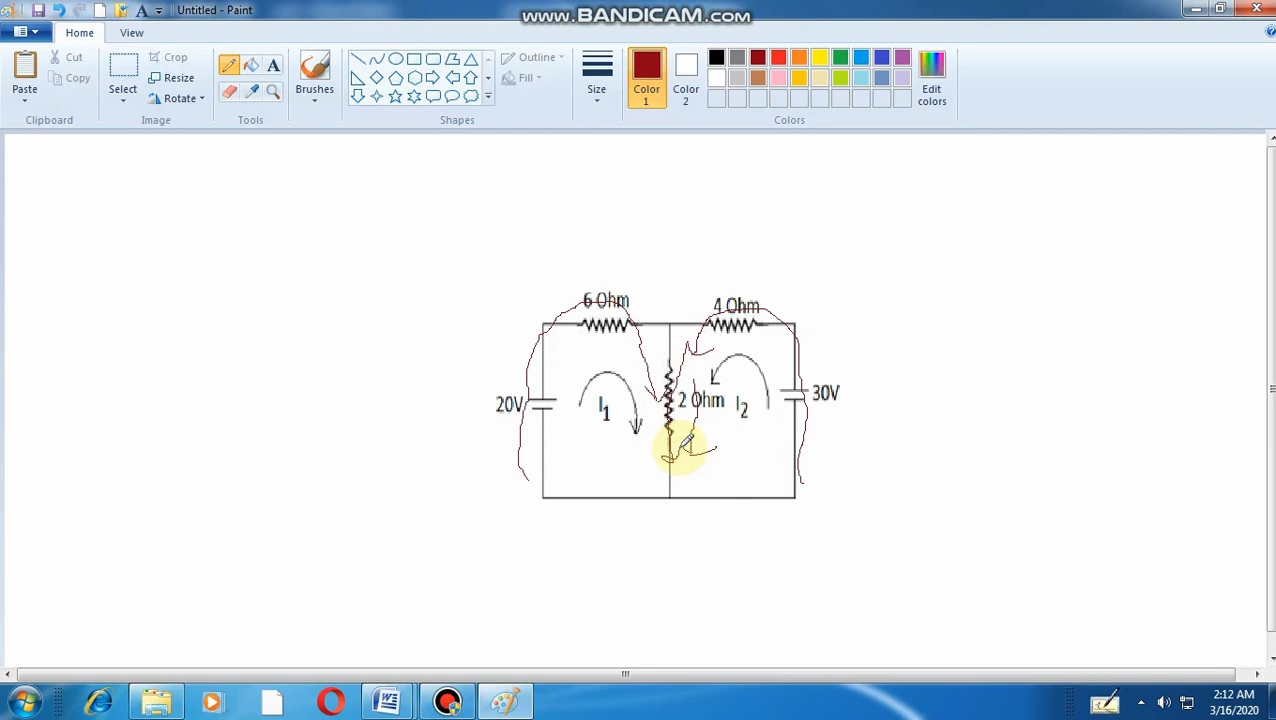 Untitled - Paint
www.BANDICAM.com
Home
View
Paste
Cut
Copy
Clipboard
Select
Crop
Resize
Rotate
Image
Tools
Brushes
Outline
Fill
Shapes
Size
Color 1
Color 2
Edit colors
Colors
6 Ohm
4 Ohm
20V
I1
2 Ohm
I2
30V
2:12 AM
3/16/2020